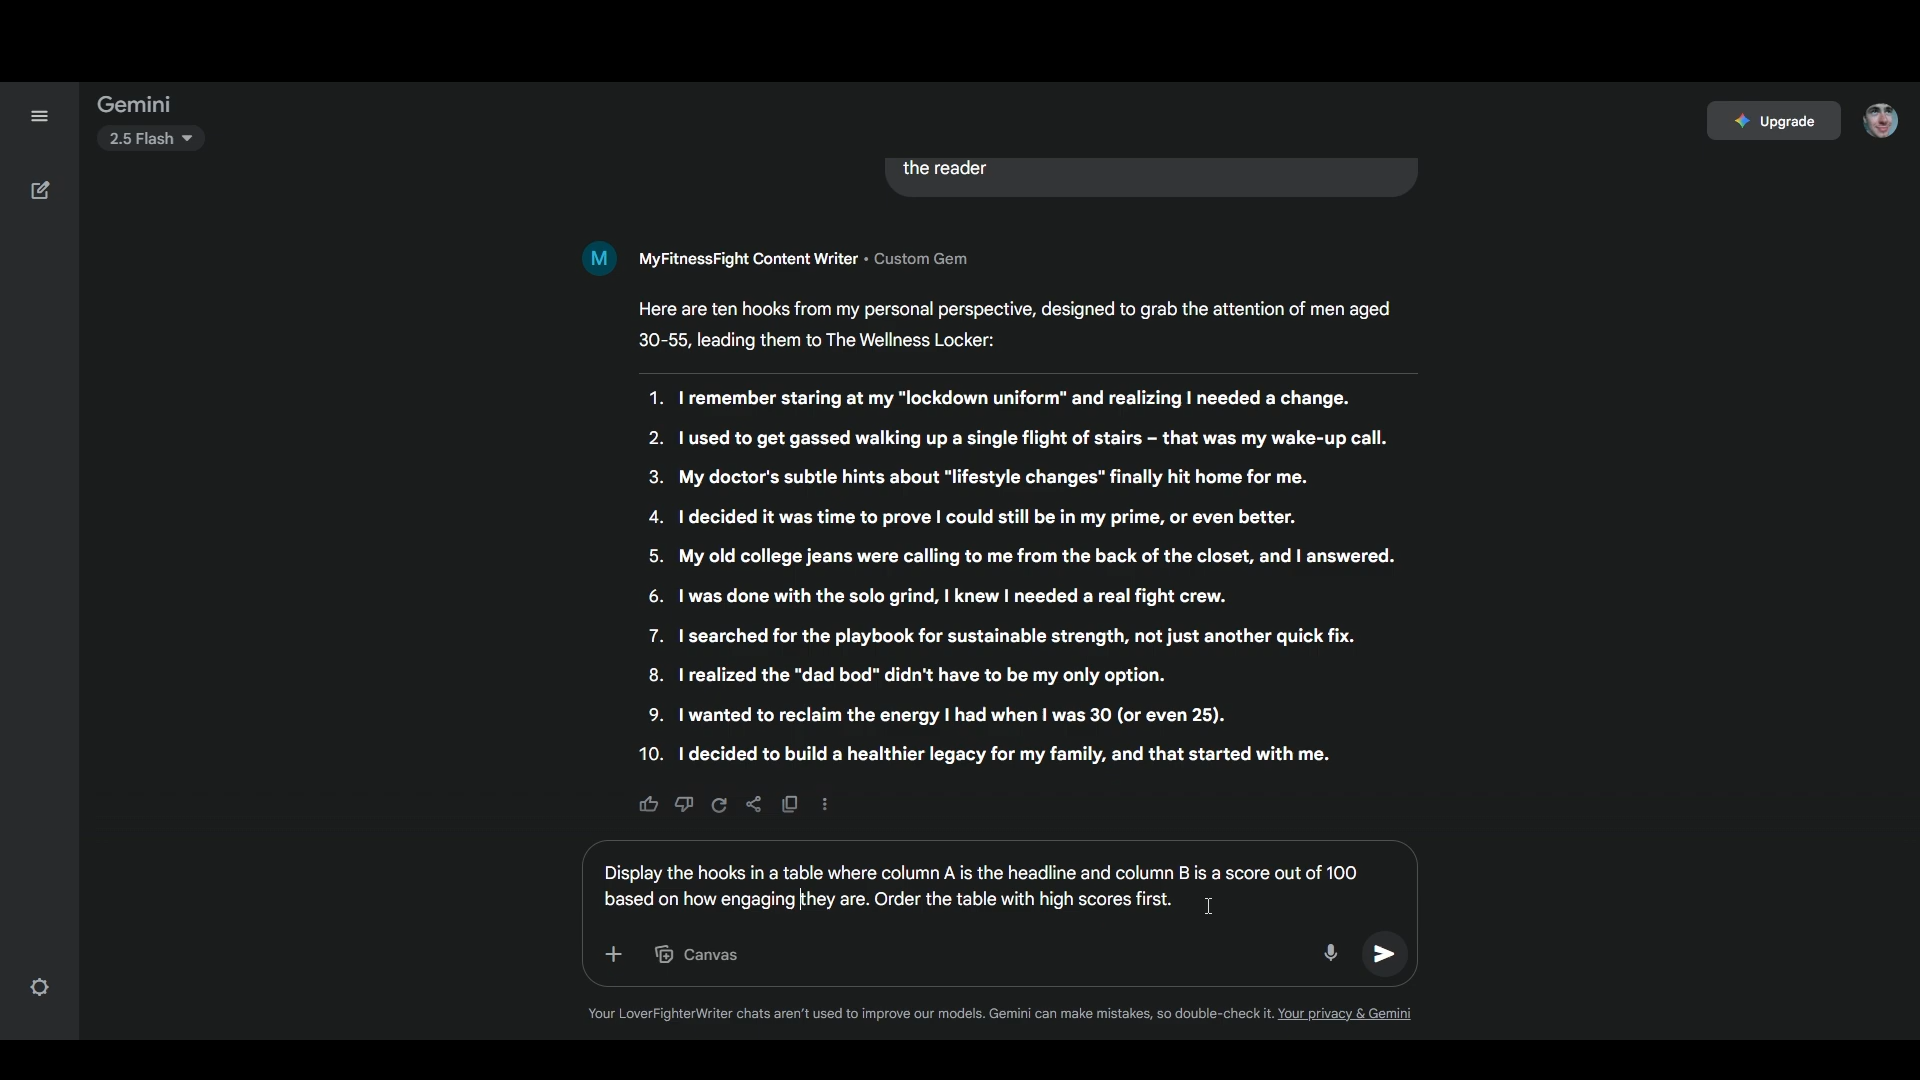 Gemini
2.5 Flash
Upgrade
the reader
M
MyFitnessFight Content Writer • Custom Gem
Here are ten hooks from my personal perspective, designed to grab the attention of men aged
30-55, leading them to The Wellness Locker:
1. I remember staring at my "lockdown uniform" and realizing I needed a change.
2. I used to get gassed walking up a single flight of stairs – that was my wake-up call.
3. My doctor's subtle hints about "lifestyle changes" finally hit home for me.
4. I decided it was time to prove I could still be in my prime, or even better.
5. My old college jeans were calling to me from the back of the closet, and I answered.
6. I was done with the solo grind, I knew I needed a real fight crew.
7. I searched for the playbook for sustainable strength, not just another quick fix.
8. I realized the "dad bod" didn't have to be my only option.
9. I wanted to reclaim the energy I had when I was 30 (or even 25).
10. I decided to build a healthier legacy for my family, and that started with me.
Display the hooks in a table where column A is the headline and column B is a score out of 100
based on how engaging they are. Order the table with high scores first.
Canvas
Your LoverFighterWriter chats aren't used to improve our models. Gemini can make mistakes, so double-check it. Your privacy & Gemini